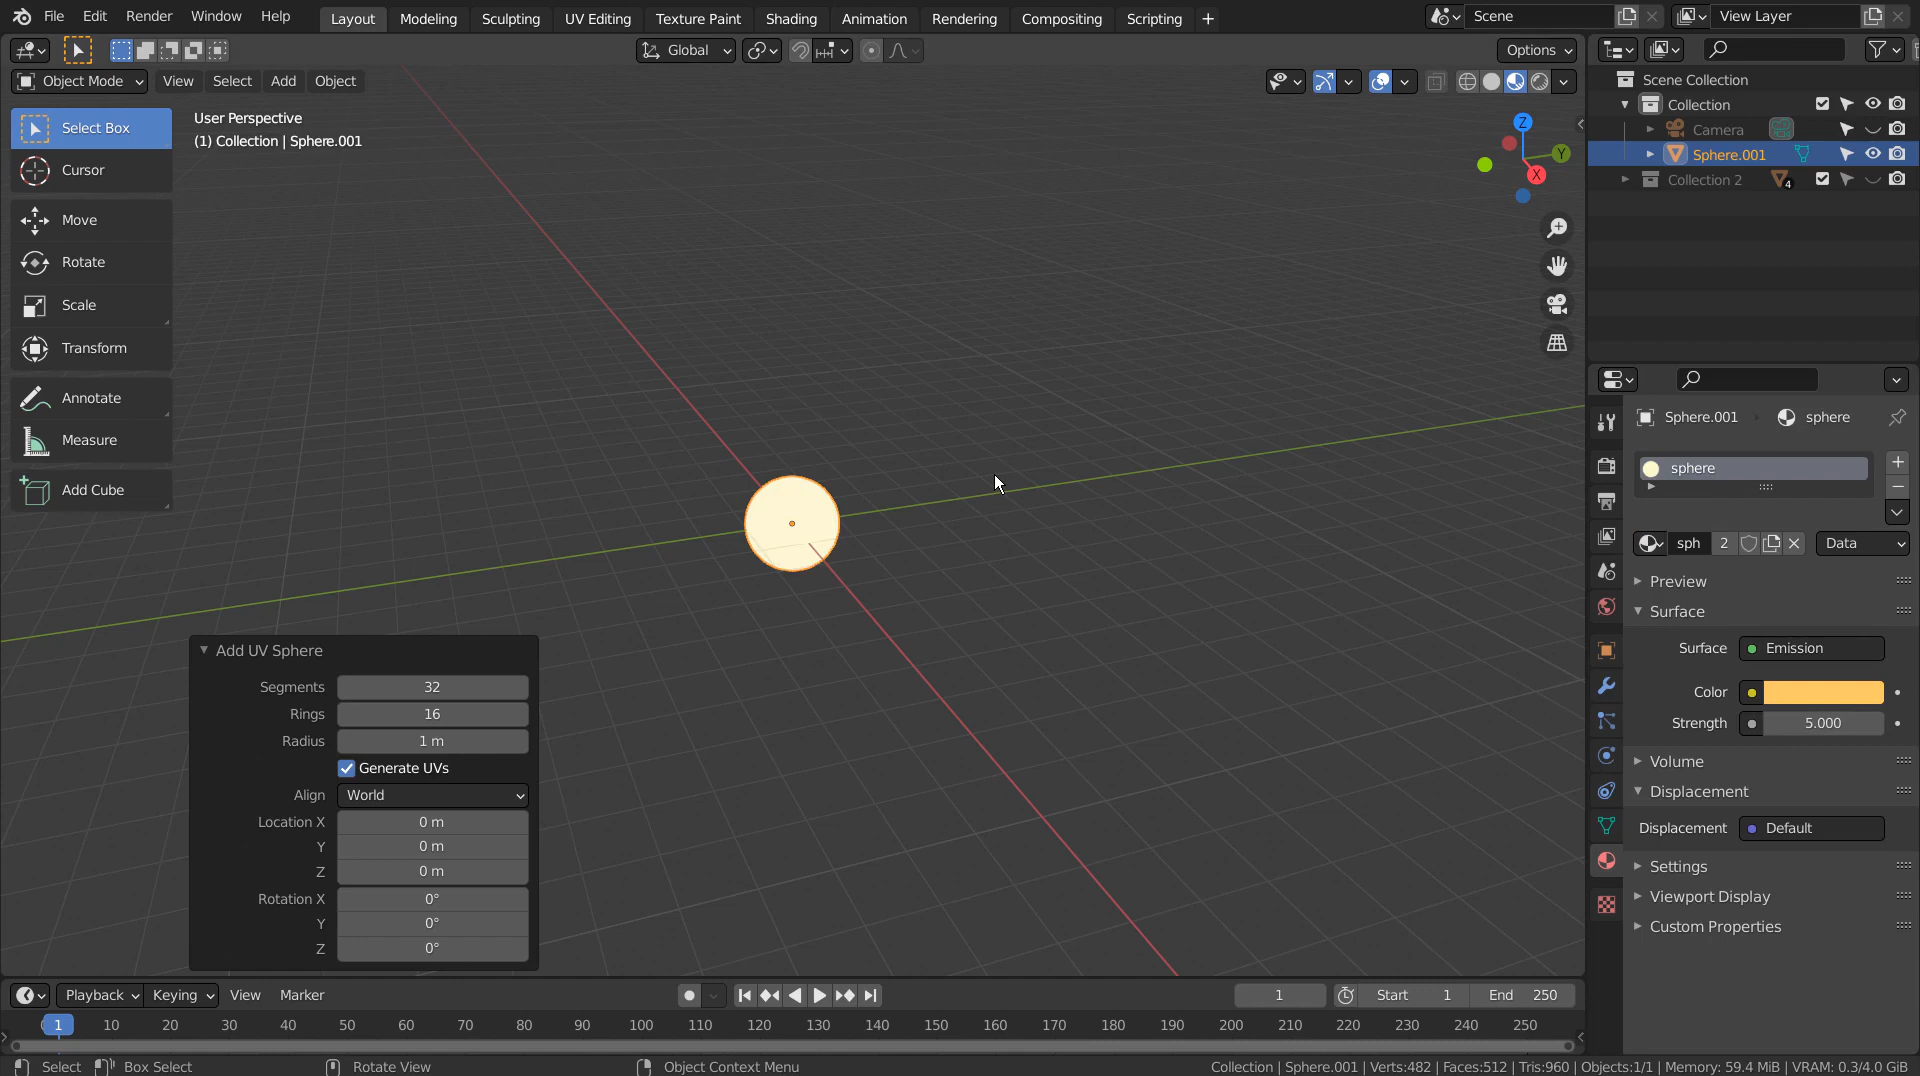 File Edit Render Window Help Layout Modeling Sculpting UV Editing Texture Paint Shading Animation Rendering Compositing Scripting + Scene View Layer
Global Options
Object Mode View Select Add Object
User Perspective
(1) Collection | Sphere.001
Select Box
Cursor
Move
Rotate
Scale
Transform
Annotate
Measure
Add Cube
Z
Y
X
Scene Collection
Collection
Camera
Sphere.001
Collection 2 4
Sphere.001 sphere
sphere
sph 2 Data
Preview
Surface
Surface Emission
Color
Strength 5.000
Volume
Displacement
Displacement Default
Settings
Viewport Display
Custom Properties
Add UV Sphere
Segments 32
Rings 16
Radius 1 m
Generate UVs
Align World
Location X 0 m
Y 0 m
Z 0 m
Rotation X 0°
Y 0°
Z 0°
Playback Keying View Marker 1 Start 1 End 250
1 10 20 30 40 50 60 70 80 90 100 110 120 130 140 150 160 170 180 190 200 210 220 230 240 250
Select Box Select Rotate View Object Context Menu Collection | Sphere.001 | Verts:482 | Faces:512 | Tris:960 | Objects:1/1 | Memory: 59.4 MiB | VRAM: 0.3/4.0 GiB